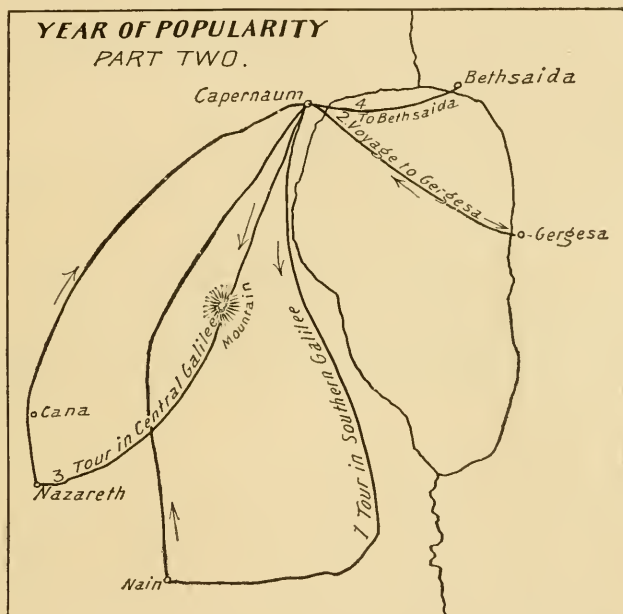 YEAR OF POPULARITY
PART TWO.
Capernaum
Bethsaida
4
To Bethsaida
2. Voyage to Gergesa
Gergesa
Mountain
3 Tour in Central Galilee
1 Tour in Southern Galilee
Cana
Nazareth
Nain